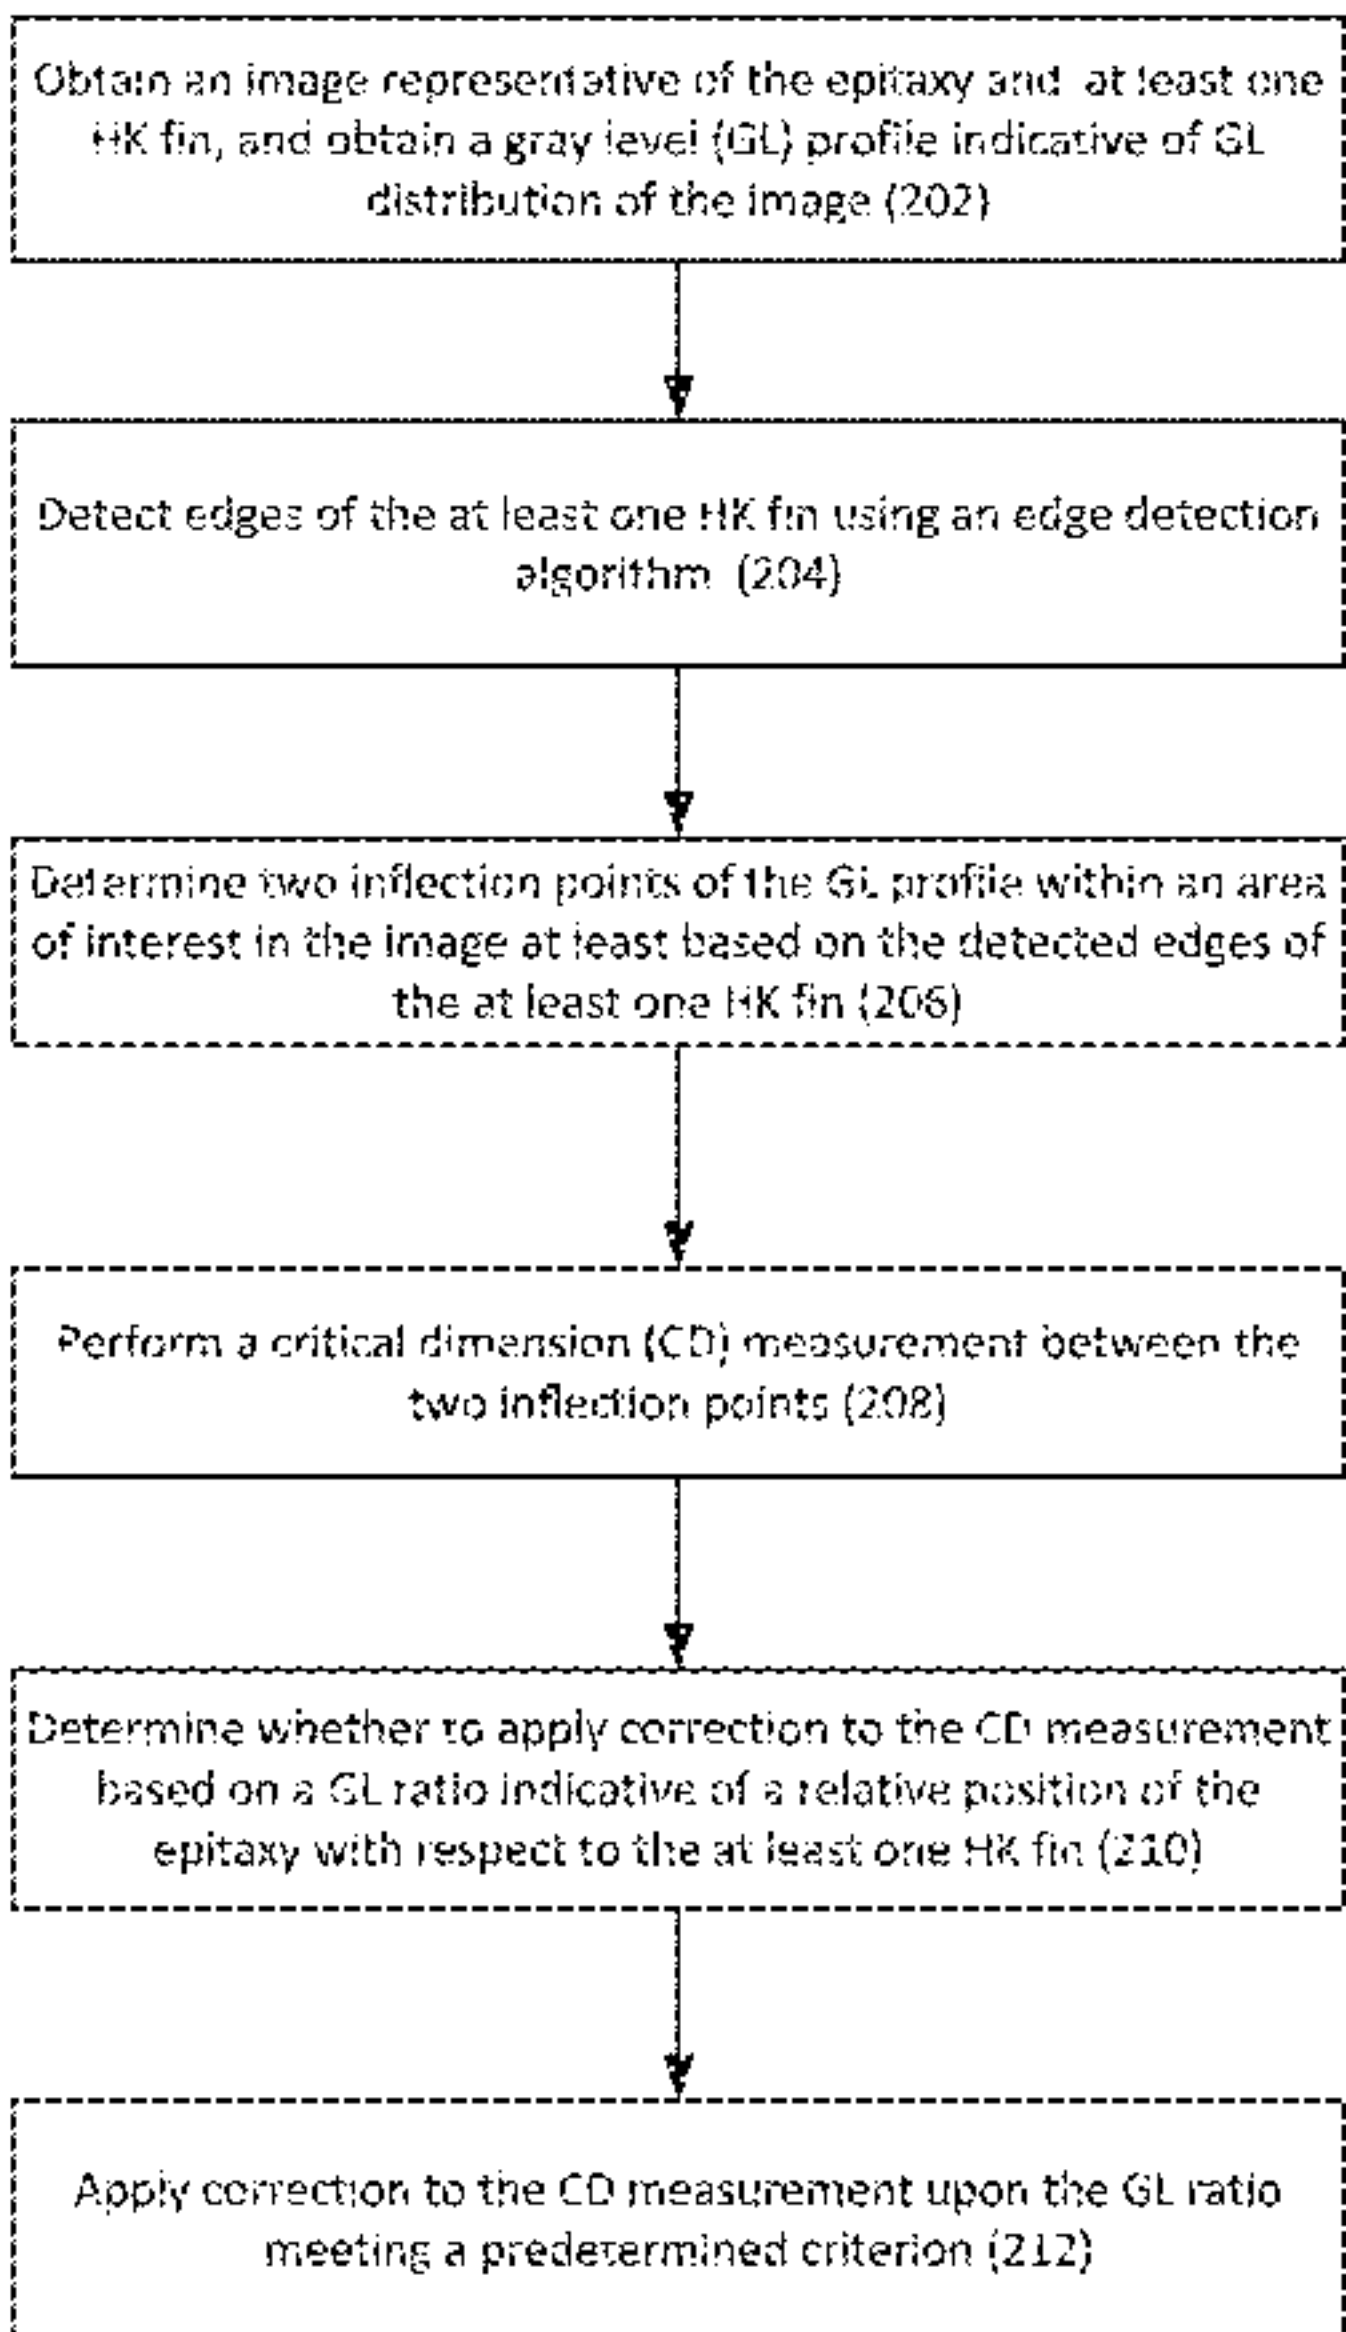 Obtain an image representative of the epitaxy and at least one
HK fin, and obtain a gray level (GL) profile indicative of GL
distribution of the image (202)
Detect edges of the at least one HK fin using an edge detection
algorithm (204)
Determine two inflection points of the GL profile within an area
of interest in the image at least based on the detected edges of
the at least one HK fin (206)
Perform a critical dimension (CD) measurement between the
two inflection points (208)
Determine whether to apply correction to the CD measurement
based on a GL ratio indicative of a relative position of the
epitaxy with respect to the at least one HK fin (210)
Apply correction to the CD measurement upon the GL ratio
meeting a predetermined criterion (212)